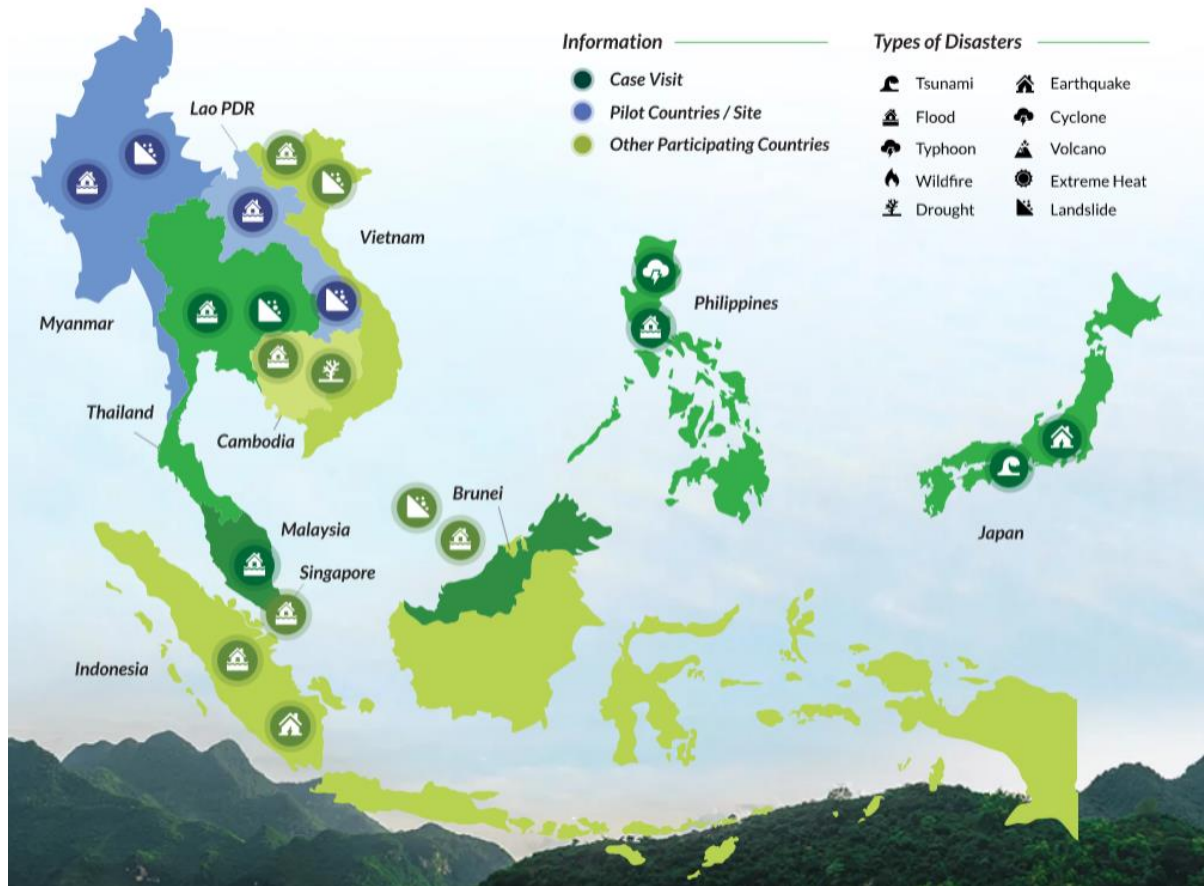 Information
Case Visit
Pilot Countries / Site
Other Participating Countries
Types of Disasters
Tsunami
Earthquake
Flood
Cyclone
Typhoon
Volcano
Wildfire
Extreme Heat
Drought
Landslide
Lao PDR
Vietnam
Myanmar
Philippines
Thailand
Cambodia
Brunei
Malaysia
Japan
Singapore
Indonesia